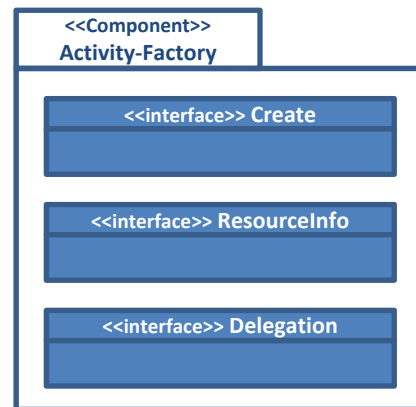 <<Component>>
Activity-Factory
<<interface>> Create
<<interface>> ResourceInfo
<<interface>> Delegation